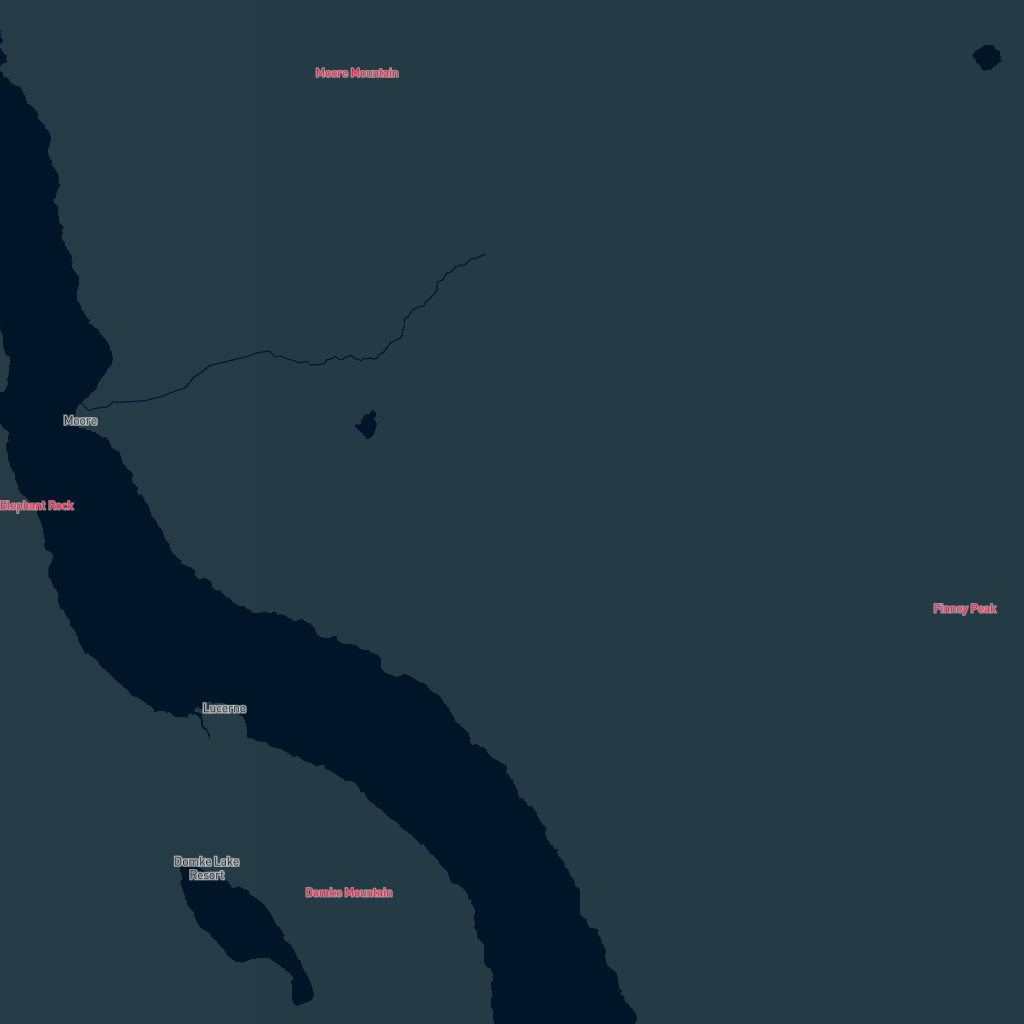 Moore Mountain
Moore
Elephant Rock
Finney Peak
Lucerne
Domke Lake
Resort
Domke Mountain